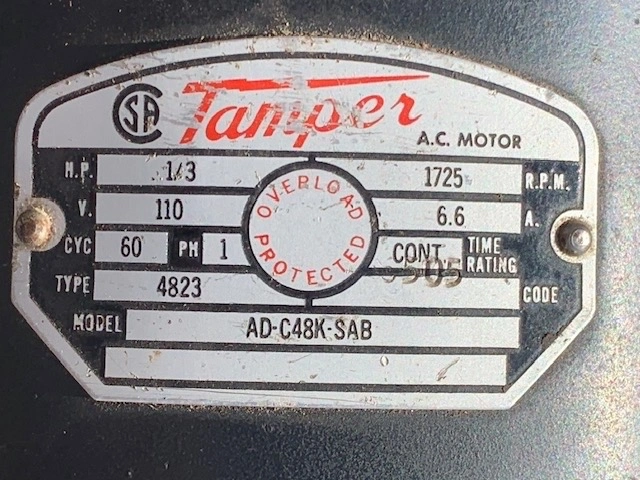 CSA Tamper
A.C. MOTOR
H.P. 1/3 1725 R.P.M.
OVERLOAD PROTECTED
V. 110 6.6 A.
CYC 60 PH 1 CONT. TIME RATING
TYPE 4823 CODE
MODEL AD-C48K-SAB